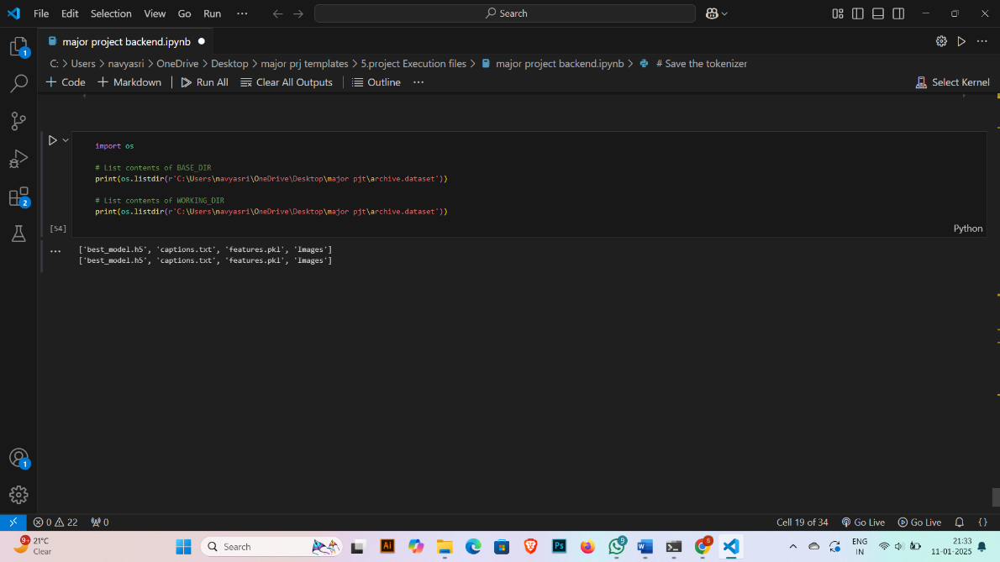 File Edit Selection View Go Run ··· Search
major project backend.ipynb
C: > Users > navyasri > OneDrive > Desktop > major prj templates > 5.project Execution files > major project backend.ipynb > # Save the tokenizer
+ Code + Markdown | Run All Clear All Outputs | Outline ··· Select Kernel
import os
# List contents of BASE_DIR
print(os.listdir(r'C:\Users\navyasri\OneDrive\Desktop\major pjt\archive.dataset'))
# List contents of WORKING_DIR
print(os.listdir(r'C:\Users\navyasri\OneDrive\Desktop\major pjt\archive.dataset'))
[54] Python
['best_model.h5', 'captions.txt', 'features.pkl', 'Images']
['best_model.h5', 'captions.txt', 'features.pkl', 'Images']
1
2
1
0 22 0 Cell 19 of 34 Go Live Go Live {}
9+ 21°C
Clear
Search
Ai
Ps
9
W
5
ENG
IN
21:33
11-01-2025